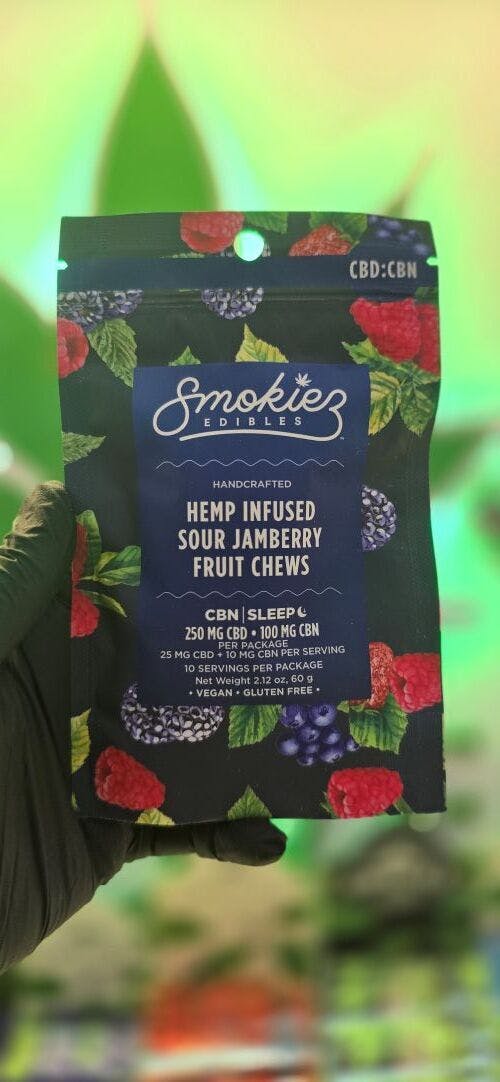 CBD:CBN
Smokiez
EDIBLES
HANDCRAFTED
HEMP INFUSED
SOUR JAMBERRY
FRUIT CHEWS
CBN | SLEEP
250 MG CBD • 100 MG CBN
PER PACKAGE
25 MG CBD + 10 MG CBN PER SERVING
10 SERVINGS PER PACKAGE
Net Weight 2.12 oz, 60 g
• VEGAN • GLUTEN FREE •